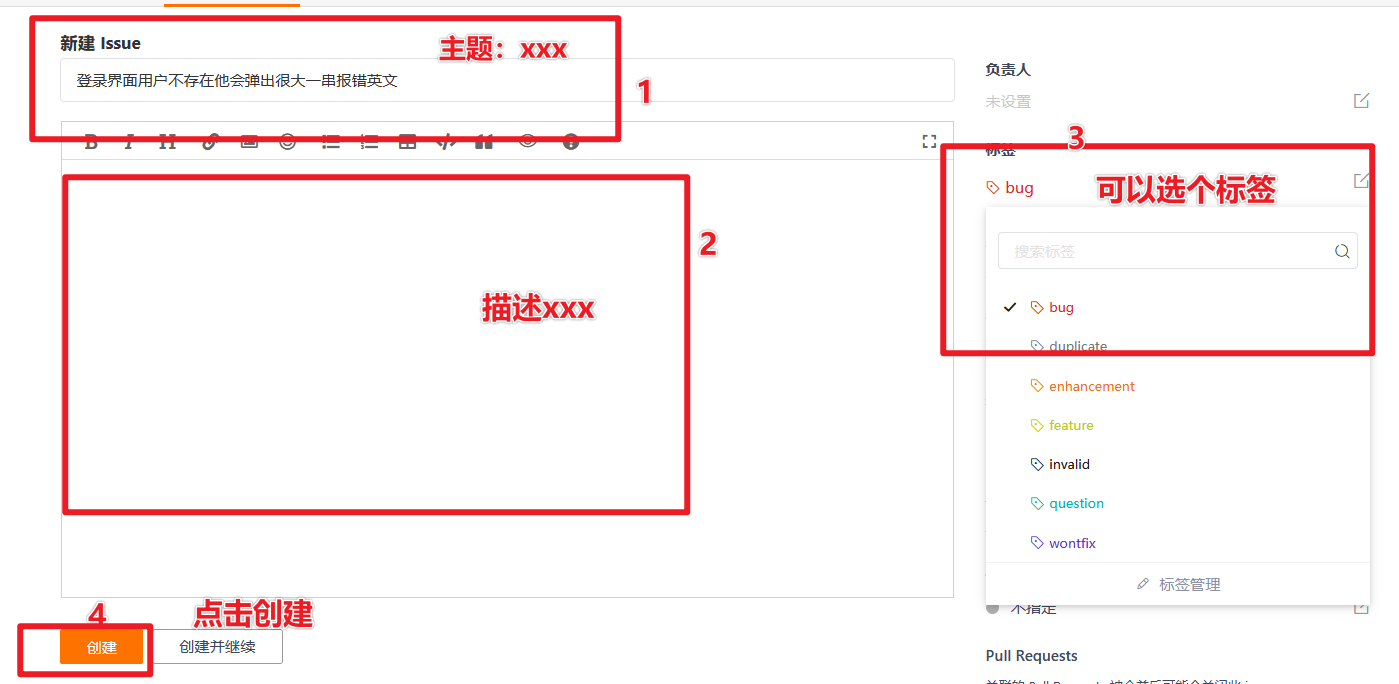 新建 Issue
主题：xxx
登录界面用户不存在他会弹出很大一串报错英文
1
描述xxx
2
4
点击创建
创建
创建并继续
负责人
未设置
3
标签
bug
可以选个标签
搜索标签
bug
duplicate
enhancement
feature
invalid
question
wontfix
标签管理
不指定
Pull Requests